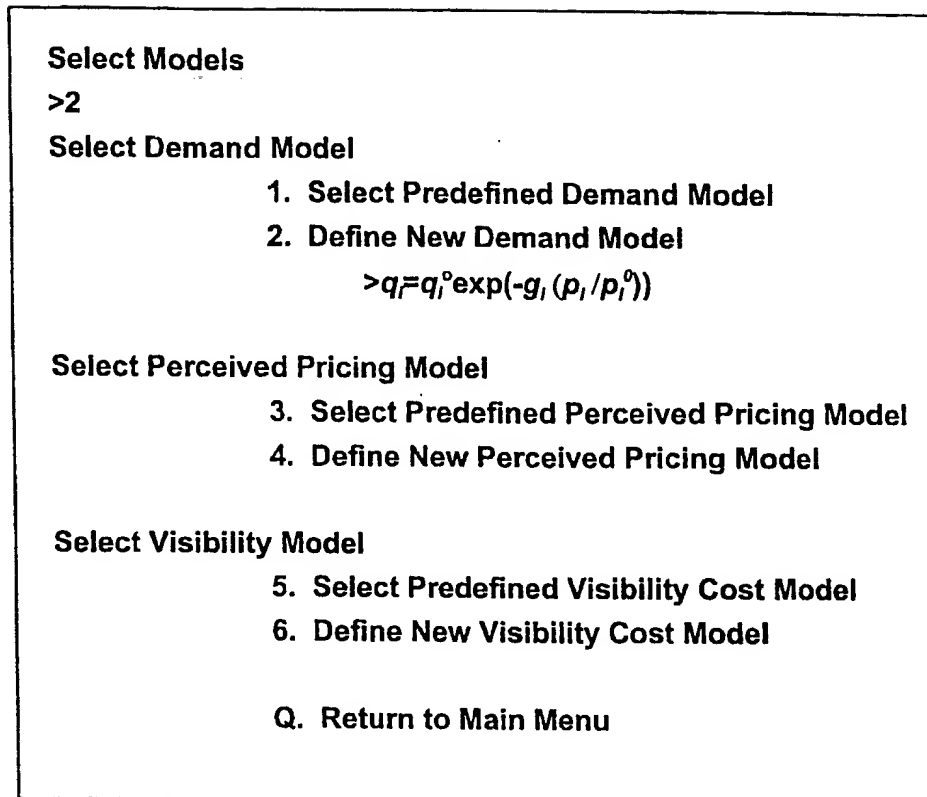 Select Models
>2
Select Demand Model
1. Select Predefined Demand Model
2. Define New Demand Model
>qᵢ=qᵢ⁰exp(-gᵢ (pᵢ/pᵢ⁰))
Select Perceived Pricing Model
3. Select Predefined Perceived Pricing Model
4. Define New Perceived Pricing Model
Select Visibility Model
5. Select Predefined Visibility Cost Model
6. Define New Visibility Cost Model
Q. Return to Main Menu